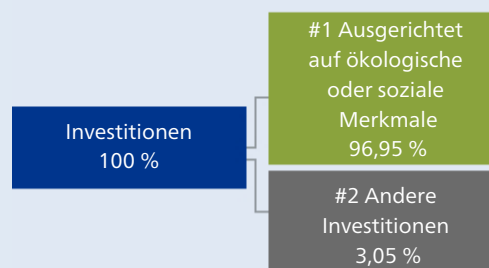 Investitionen
100 %
#1 Ausgerichtet
auf ökologische
oder soziale
Merkmale
96,95 %
#2 Andere
Investitionen
3,05 %